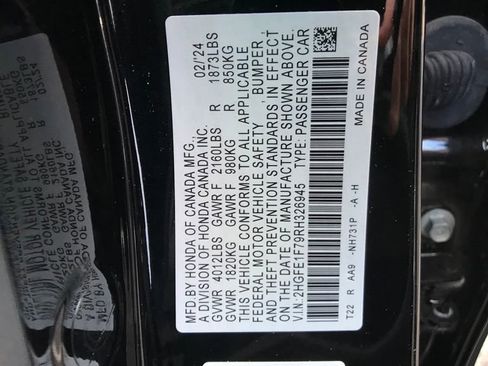 MFD. BY HONDA OF CANADA MFG., 02/'24
A DIVISION OF HONDA CANADA INC.
GVWR 4012LBS GAWR F 2160LBS R 1873LBS
GVWR 1820KG GAWR F 980KG R 850KG
THIS VEHICLE CONFORMS TO ALL APPLICABLE
FEDERAL MOTOR VEHICLE SAFETY, BUMPER,
AND THEFT PREVENTION STANDARDS IN EFFECT
ON THE DATE OF MANUFACTURE SHOWN ABOVE.
V.I.N:2HGFE1F79RH326945 TYPE: PASSENGER CAR
T22 R AA9 -NH731P -A -H MADE IN CANADA